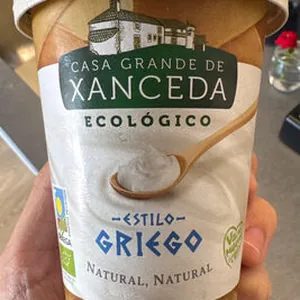 CASA GRANDE DE
XANCEDA
ECOLÓGICO
ESTILO
GRIEGO
NATURAL, NATURAL